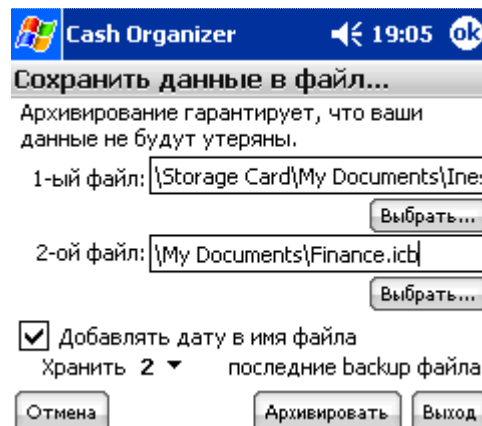 Cash Organizer 19:05 ok
Сохранить данные в файл...
Архивирование гарантирует, что ваши
данные не будут утеряны.
1-ый файл: \Storage Card\My Documents\Ines
Выбрать...
2-ой файл: \My Documents\Finance.icb
Выбрать...
Добавлять дату в имя файла
Хранить 2 последние backup файла
Отмена Архивировать Выход